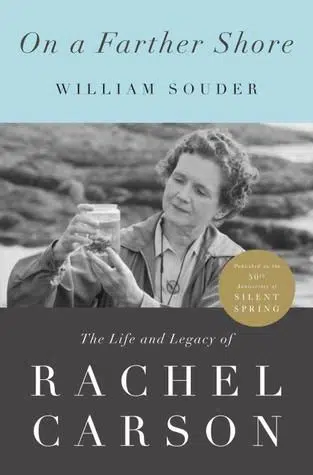 On a Farther Shore
WILLIAM SOUDER
Published on the
50th
Anniversary of
SILENT
SPRING
The Life and Legacy of
RACHEL
CARSON